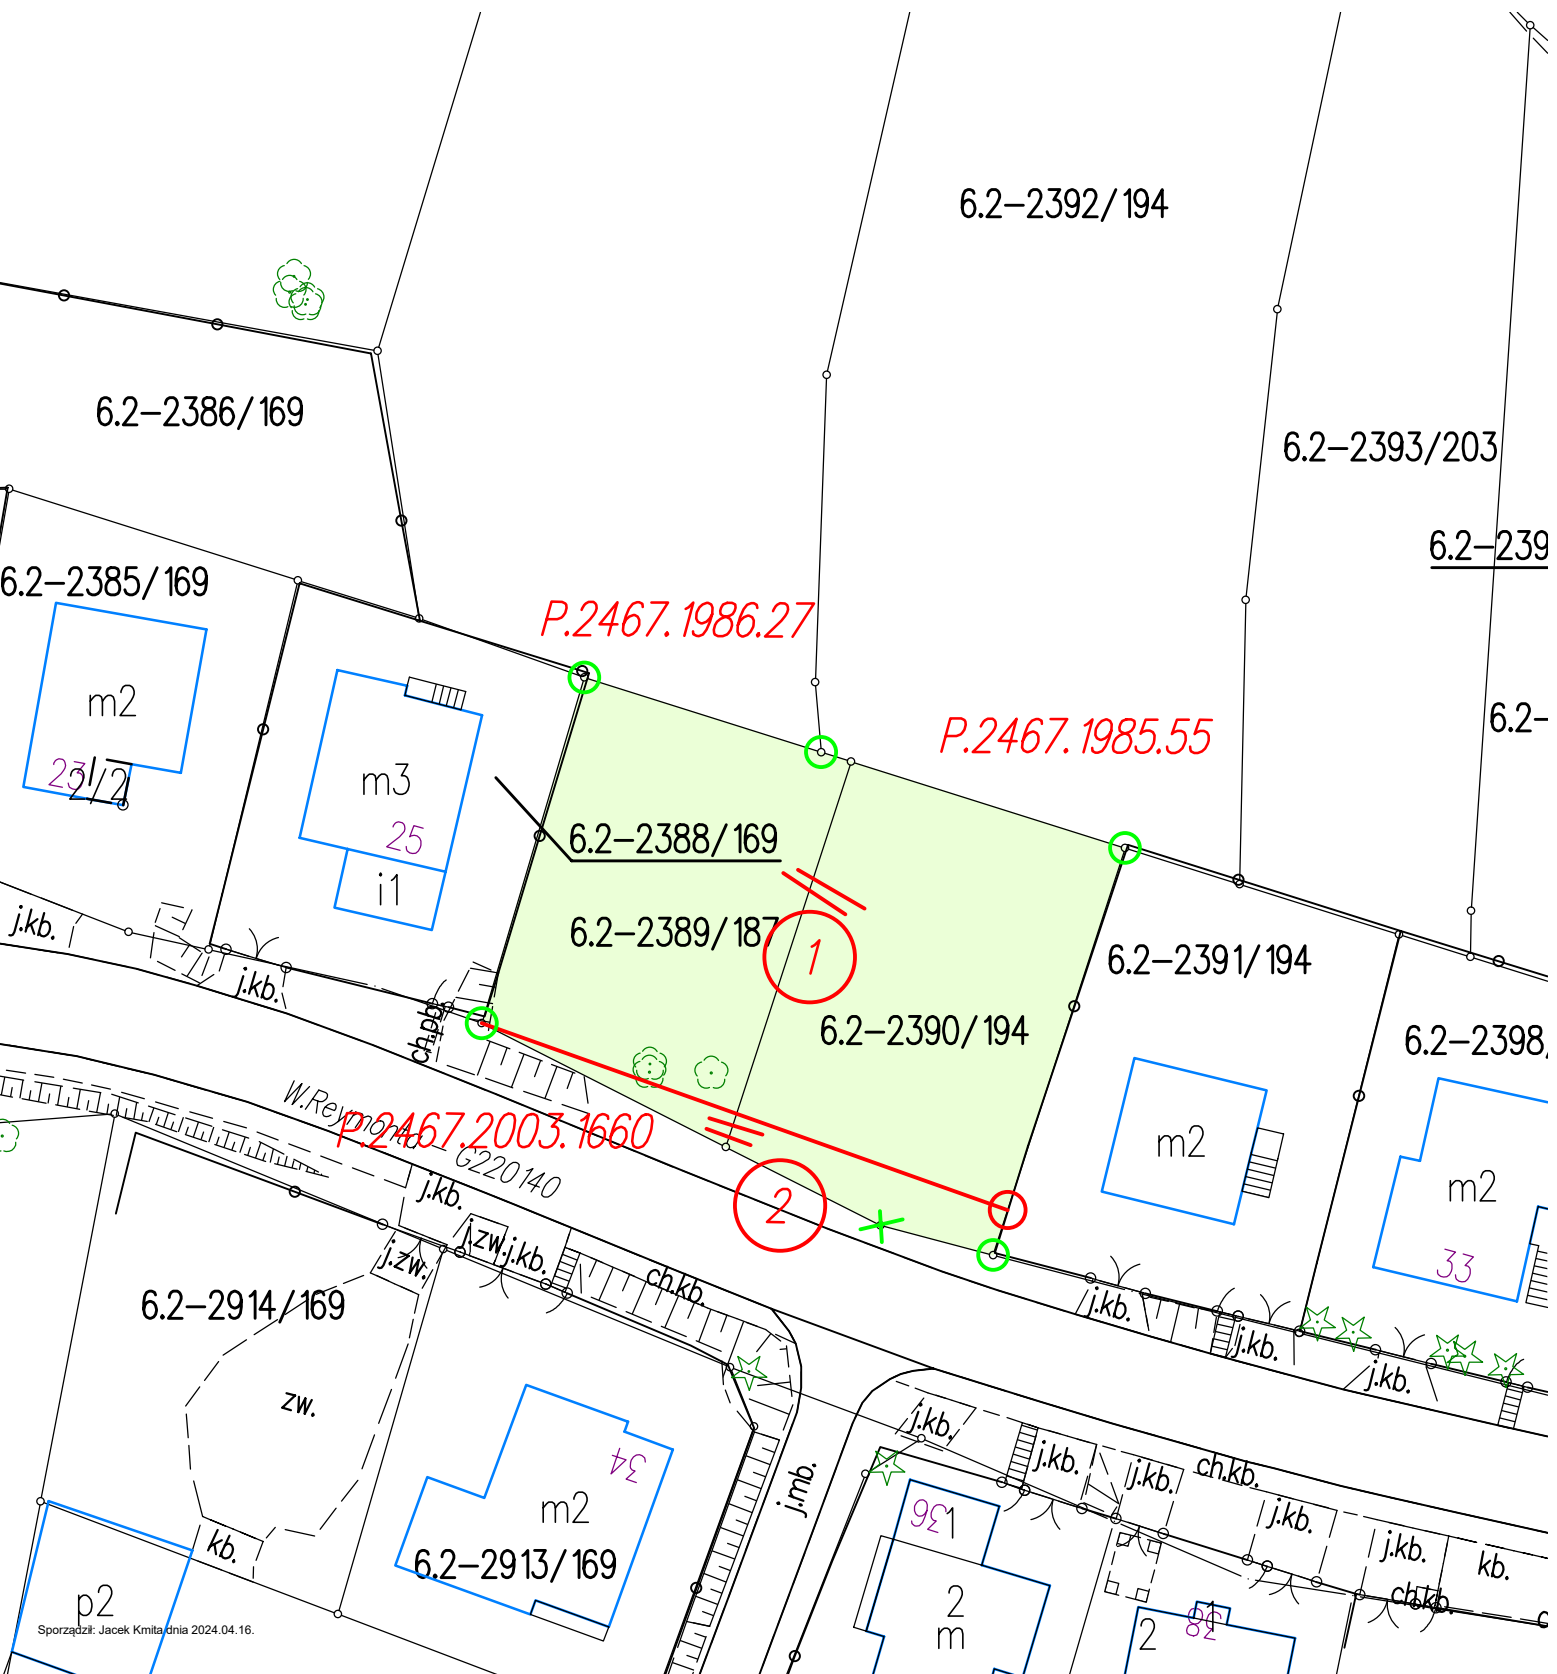 6.2-2392/194
6.2-2386/169
6.2-2393/203
6.2-239
6.2-2385/169
P.2467.1986.27
6.2-
m2
P.2467.1985.55
m3
23
2/2
25
6.2-2388/169
i1
j.kb.
6.2-2389/187
1
6.2-2391/194
j.kb.
ch.pb.
6.2-2390/194
6.2-2398/
W.Reymonta - G220140
P.2467.2003.1660
m2
m2
j.kb.
2
j.zw.
j.kb.
j.zw.
33
ch.kb.
6.2-2914/169
j.kb.
j.kb.
j.kb.
zw.
34
j.kb.
j.kb.
ch.kb.
j.kb.
j.mb.
m2
36
1
j.kb.
kb.
j.kb.
kb.
6.2-2913/169
ch.kb.
p2
2
m
1
38
2
Sporządził: Jacek Kmita dnia 2024.04.16.